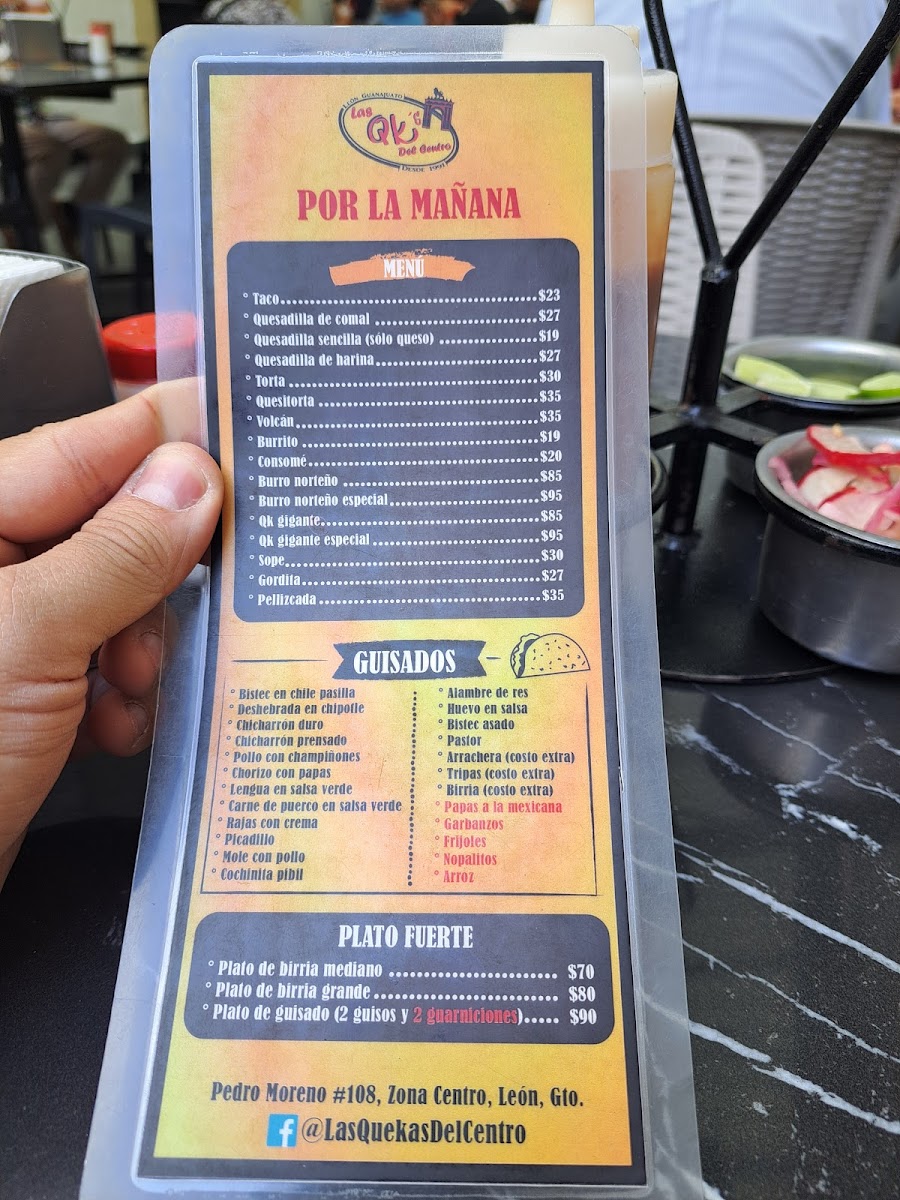 León Guanajuato
Las
QK's
Del Centro
Desde 1991
POR LA MAÑANA
MENÚ
° Taco........................................$23
° Quesadilla de comal ..........................$27
° Quesadilla sencilla (sólo queso) ...............$19
° Quesadilla de harina.........................$27
° Torta .......................................$30
° Quesitorta ..................................$35
° Volcán......................................$35
° Burrito .....................................$19
° Consomé....................................$20
° Burro norteño ..............................$85
° Burro norteño especial.......................$95
° Qk gigante..................................$85
° Qk gigante especial .........................$95
° Sope........................................$30
° Gordita.....................................$27
° Pellizcada ...................................$35
GUISADOS
° Bistec en chile pasilla
° Deshebrada en chipotle
° Chicharrón duro
° Chicharrón prensado
° Pollo con champiñones
° Chorizo con papas
° Lengua en salsa verde
° Carne de puerco en salsa verde
° Rajas con crema
° Picadillo
° Mole con pollo
° Cochinita pibil
° Alambre de res
° Huevo en salsa
° Bistec asado
° Pastor
° Arrachera (costo extra)
° Tripas (costo extra)
° Birria (costo extra)
° Papas a la mexicana
° Garbanzos
° Frijoles
° Nopalitos
° Arroz
PLATO FUERTE
° Plato de birria mediano ......................... $70
° Plato de birria grande........................... $80
° Plato de guisado (2 guisos y 2 guarniciones)..... $90
Pedro Moreno #108, Zona Centro, León, Gto.
f @LasQuekasDelCentro